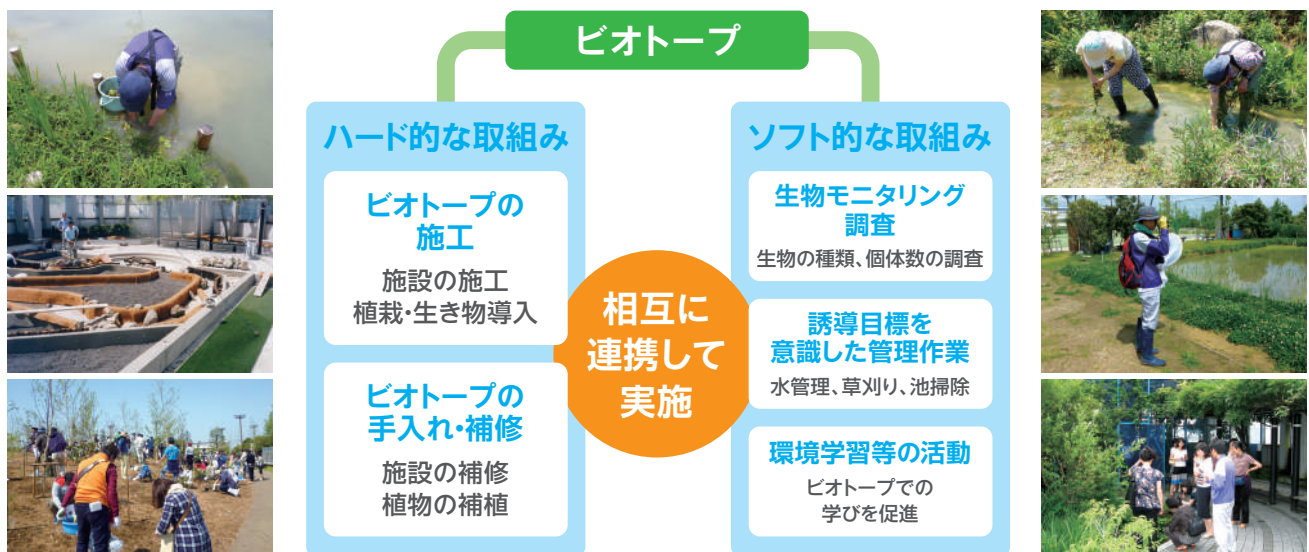 ビオトープ
ハード的な取組み
ビオトープの
施工
施設の施工
植栽・生き物導入
ビオトープの
手入れ・補修
施設の補修
植物の補植
相互に
連携して
実施
ソフト的な取組み
生物モニタリング
調査
生物の種類、個体数の調査
誘導目標を
意識した管理作業
水管理、草刈り、池掃除
環境学習等の活動
ビオトープでの
学びを促進